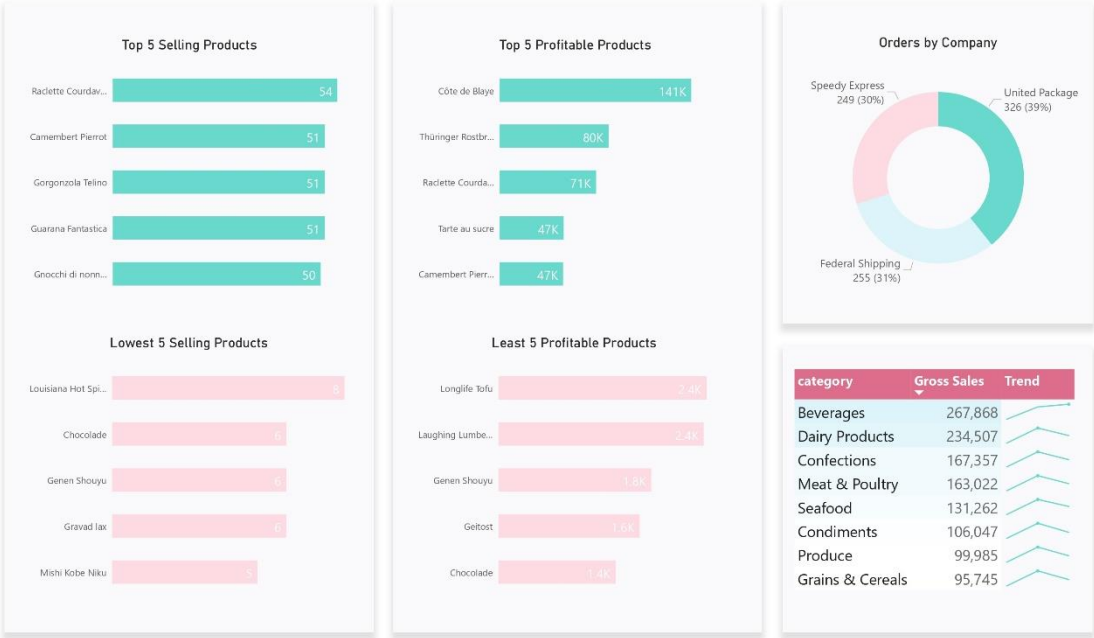 Top 5 Selling Products
Raclette Courdav... 54
Camembert Pierrot 51
Gorgonzola Telino 51
Guarana Fantastica 51
Gnocchi di nonn... 50
Lowest 5 Selling Products
Louisiana Hot Spi... 8
Chocolade 6
Genen Shouyu 6
Gravad lax 6
Mishi Kobe Niku 5
Top 5 Profitable Products
Côte de Blaye 141K
Thüringer Rostbr... 80K
Raclette Courda... 71K
Tarte au sucre 47K
Camembert Pierr... 47K
Least 5 Profitable Products
Longlife Tofu 2.4K
Laughing Lumbe... 2.4K
Genen Shouyu 1.8K
Geitost 1.6K
Chocolade 1.4K
Orders by Company
Speedy Express
249 (30%)
United Package
326 (39%)
Federal Shipping
255 (31%)
category Gross Sales Trend
Beverages 267,868
Dairy Products 234,507
Confections 167,357
Meat & Poultry 163,022
Seafood 131,262
Condiments 106,047
Produce 99,985
Grains & Cereals 95,745